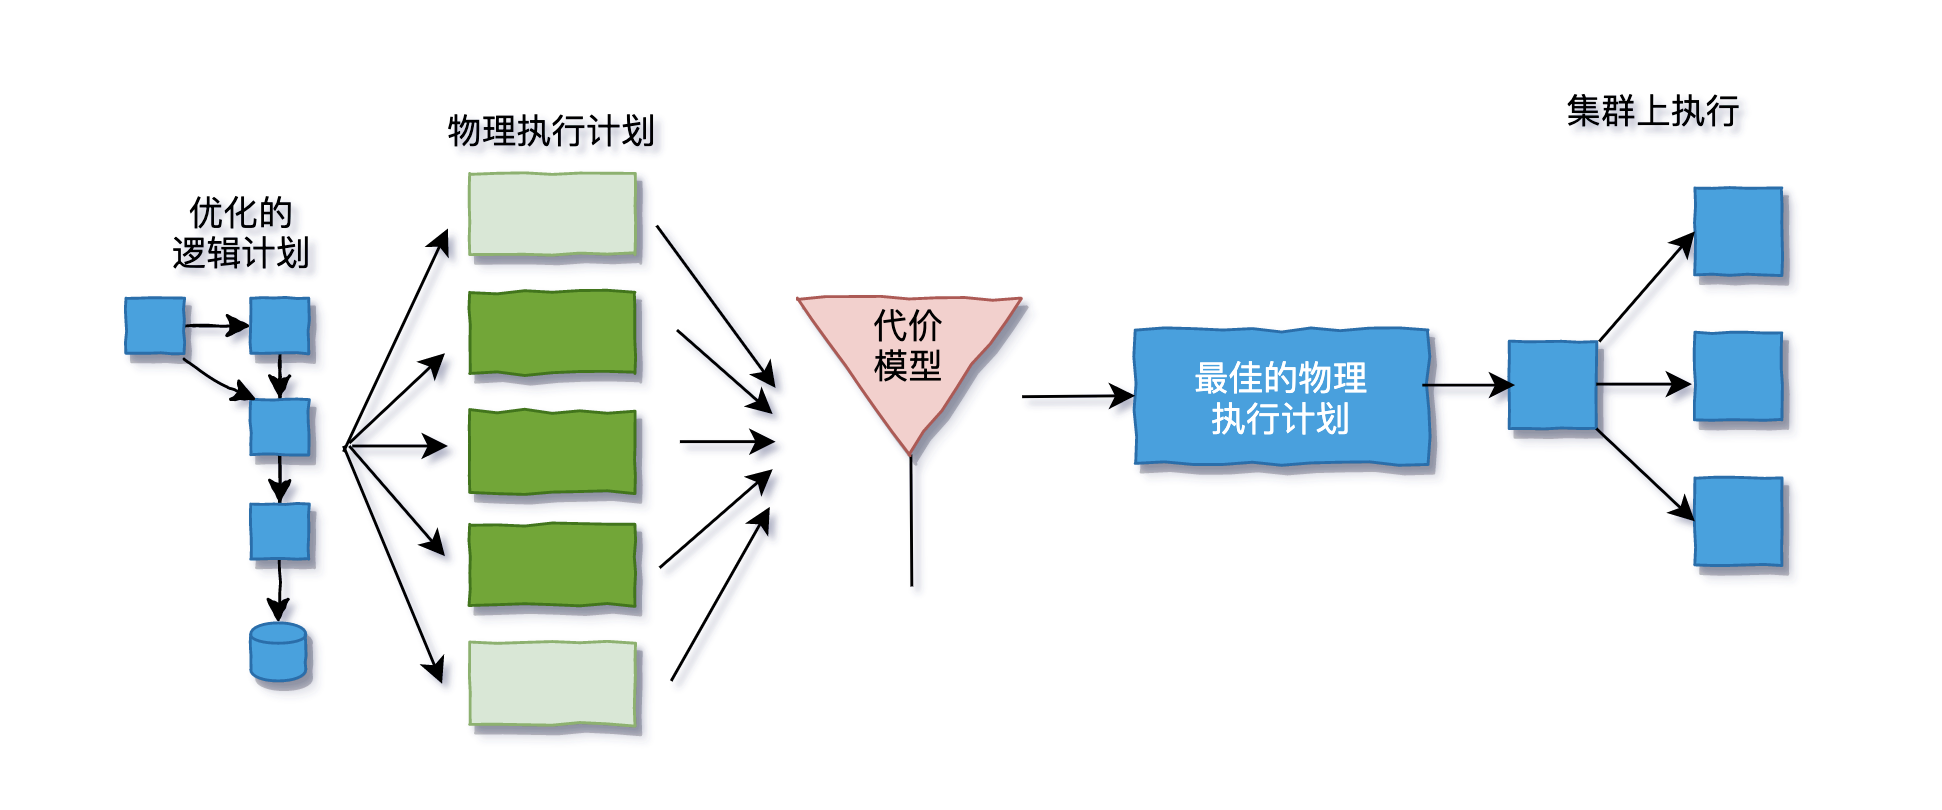 优化的
逻辑计划
物理执行计划
代价
模型
最佳的物理
执行计划
集群上执行